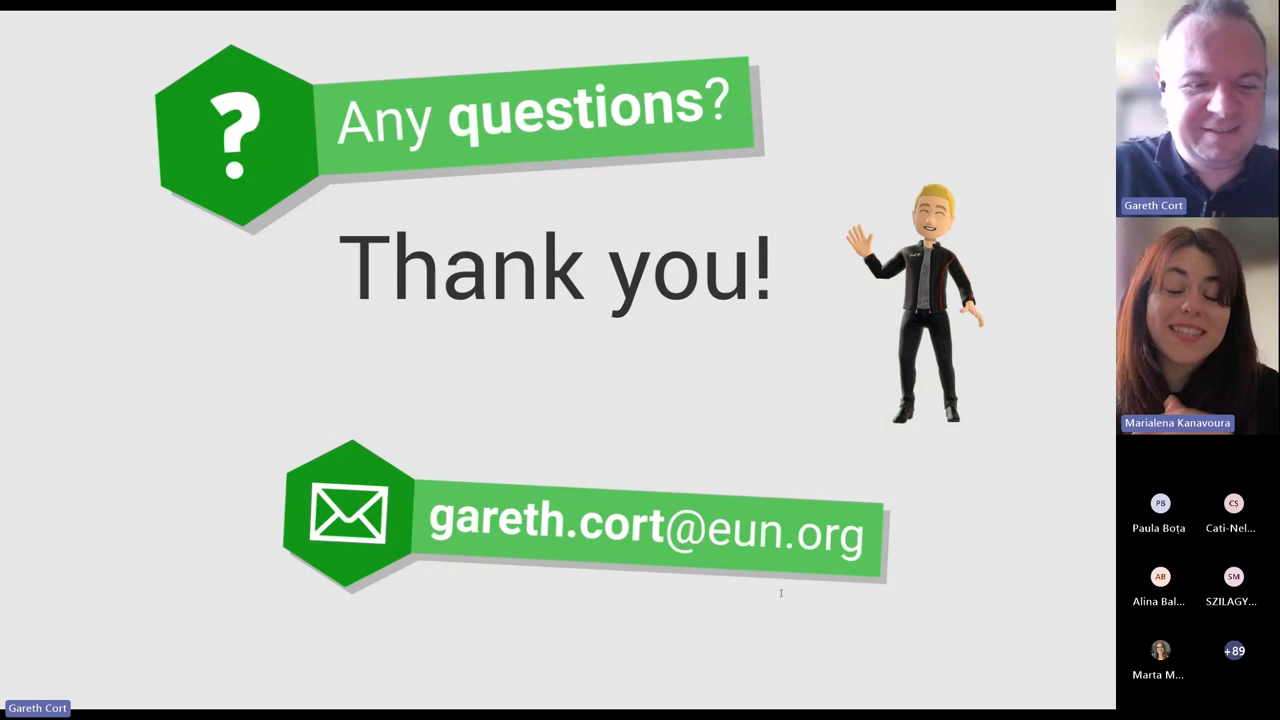 ?
Any questions?
Thank you!
gareth.cort@eun.org
Gareth Cort
Gareth Cort
Marialena Kanavoura
PB
Paula Boța
CȘ
Cati-Nel...
AB
Alina Bal...
SM
SZILAGY...
Marta M...
+89